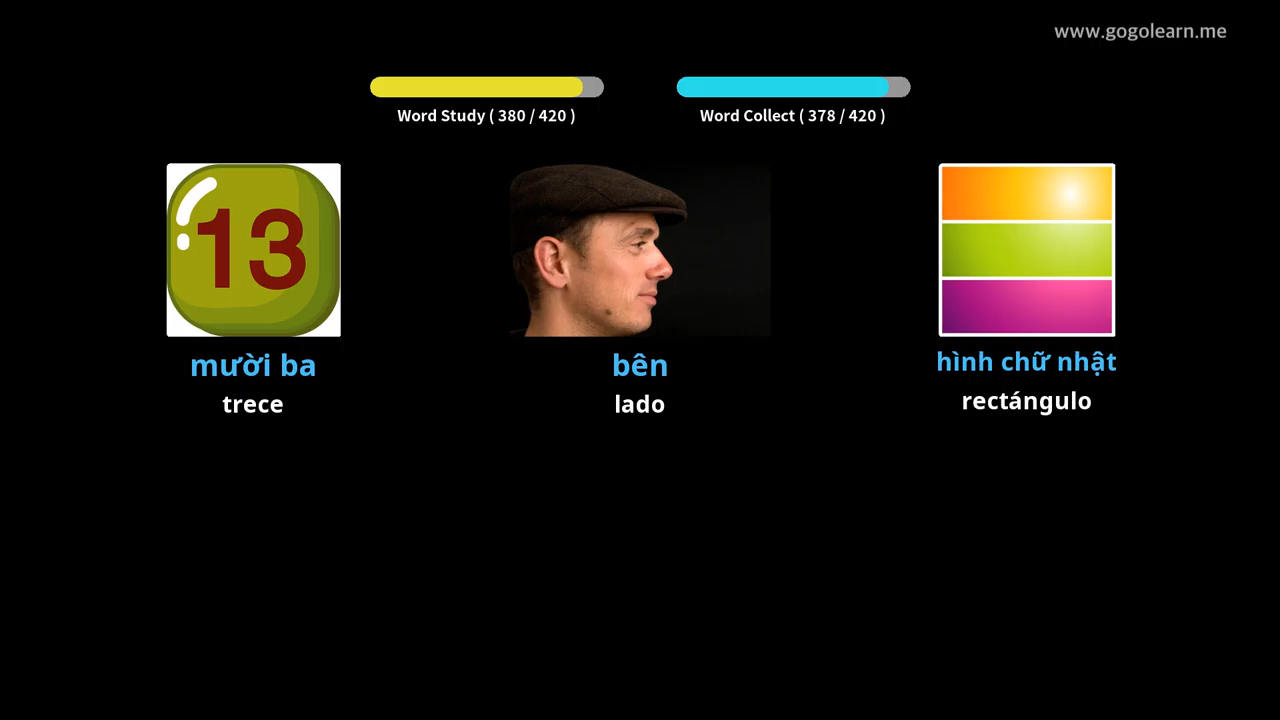 www.gogolearn.me
Word Study ( 380 / 420 )
Word Collect ( 378 / 420 )
13
mười ba
trece
bên
lado
hình chữ nhật
rectángulo